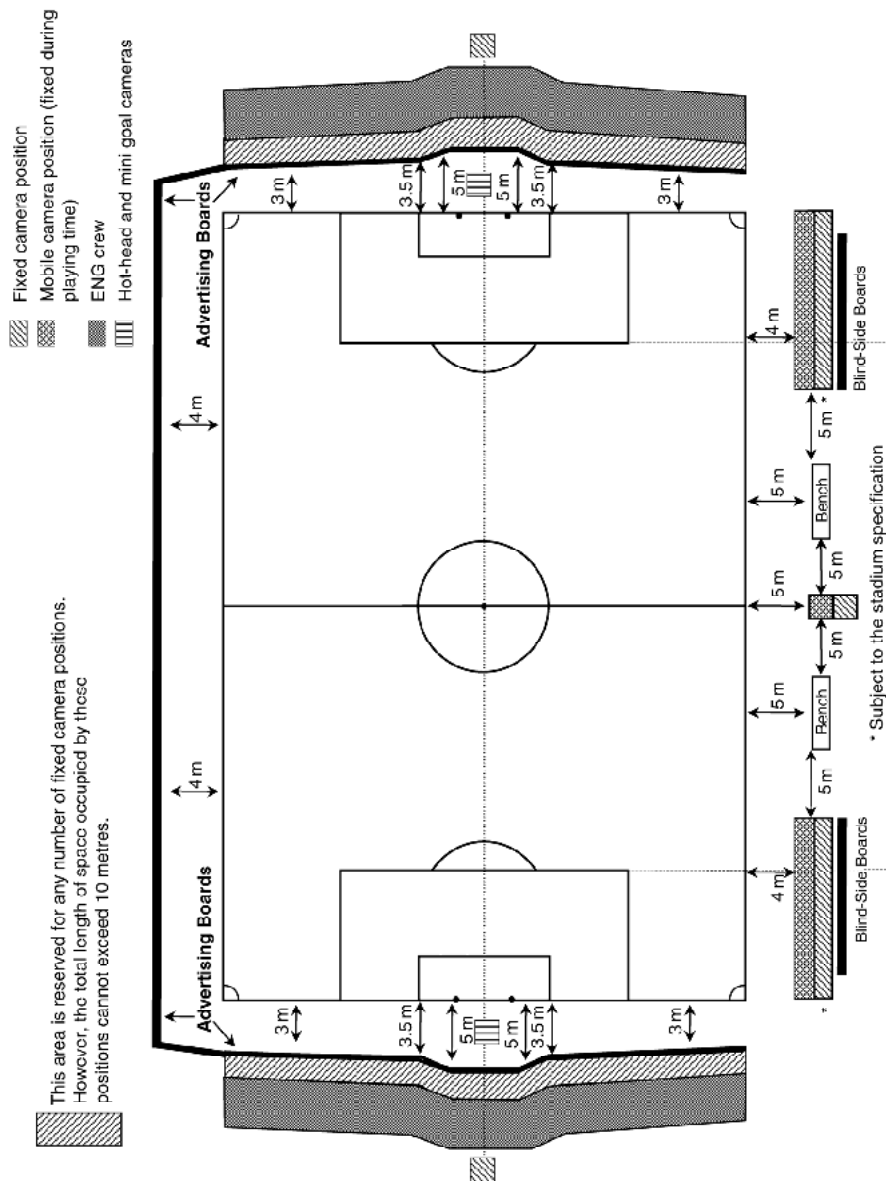 This area is reserved for any number of fixed camera positions.
However, the total length of space occupied by these
positions cannot exceed 10 metres.
Fixed camera position
Mobile camera position (fixed during
playing time)
ENG crew
Hot-head and mini goal cameras
Advertising Boards
Advertising Boards
4 m
4 m
3 m
3.5 m
5 m
5 m
3.5 m
3 m
3 m
3.5 m
5 m
5 m
3.5 m
3 m
4 m
5 m
5 m
5 m
4 m
5 m
Bench
5 m
5 m
Bench
5 m *
*
Blind-Side Boards
Blind-Side Boards
* Subject to the stadium specification